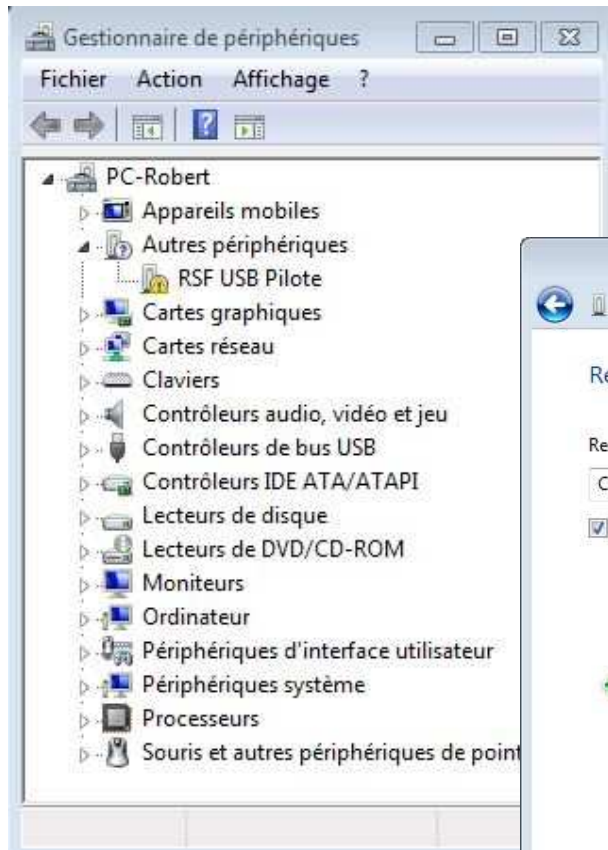 Gestionnaire de périphériques
Fichier Action Affichage ?
PC-Robert
Appareils mobiles
Autres périphériques
RSF USB Pilote
Cartes graphiques
Cartes réseau
Claviers
Contrôleurs audio, vidéo et jeu
Contrôleurs de bus USB
Contrôleurs IDE ATA/ATAPI
Lecteurs de disque
Lecteurs de DVD/CD-ROM
Moniteurs
Ordinateur
Périphériques d'interface utilisateur
Périphériques système
Processeurs
Souris et autres périphériques de point
Re
Re
C